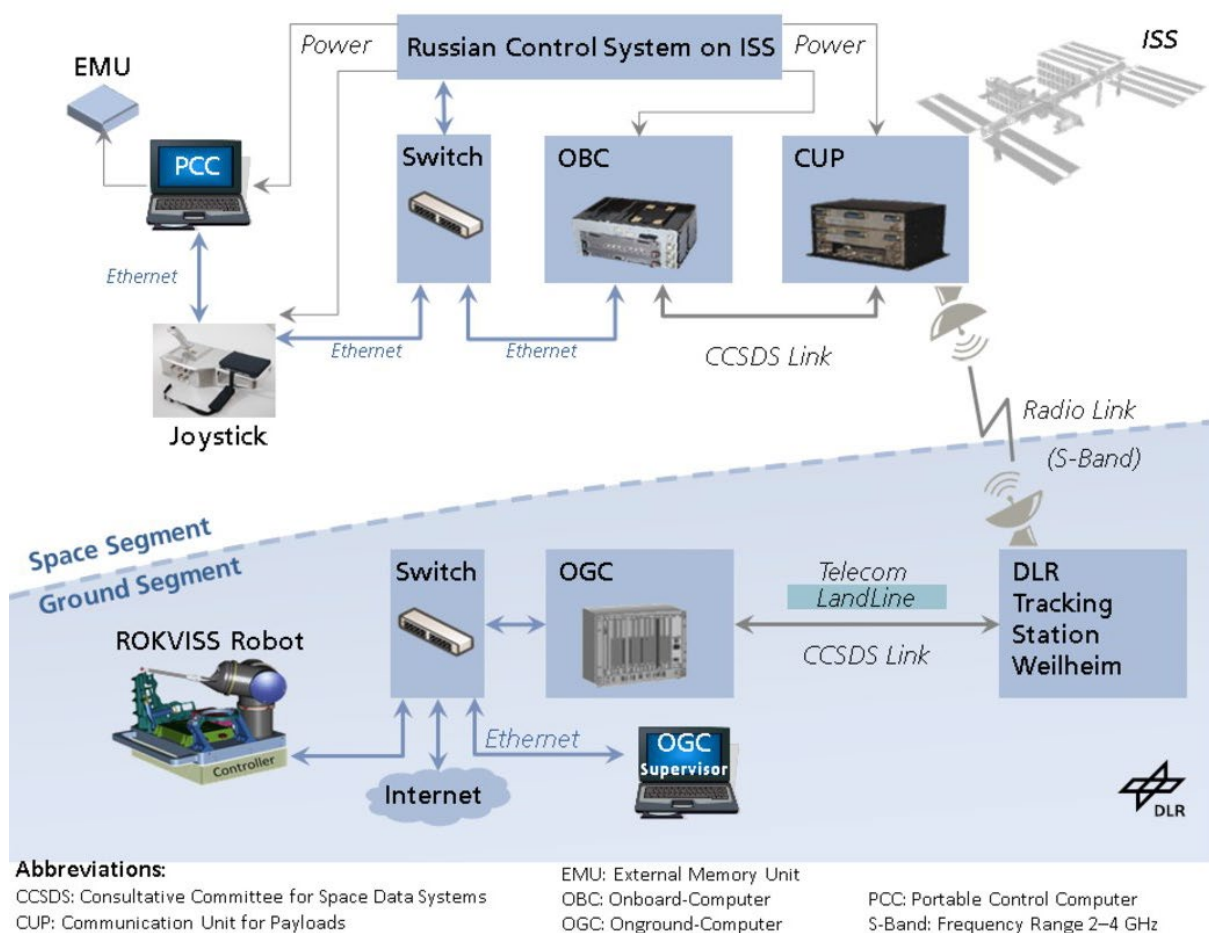 Power
Russian Control System on ISS
Power
ISS
EMU
PCC
Switch
OBC
CUP
Ethernet
Ethernet
Ethernet
CCSDS Link
Joystick
Radio Link
(S-Band)
Space Segment
Ground Segment
Switch
OGC
Telecom
LandLine
CCSDS Link
DLR
Tracking
Station
Weilheim
ROKVISS Robot
Controller
Ethernet
OGC
Supervisor
Internet
DLR
Abbreviations:
CCSDS: Consultative Committee for Space Data Systems
CUP: Communication Unit for Payloads
EMU: External Memory Unit
OBC: Onboard-Computer
OGC: Onground-Computer
PCC: Portable Control Computer
S-Band: Frequency Range 2–4 GHz